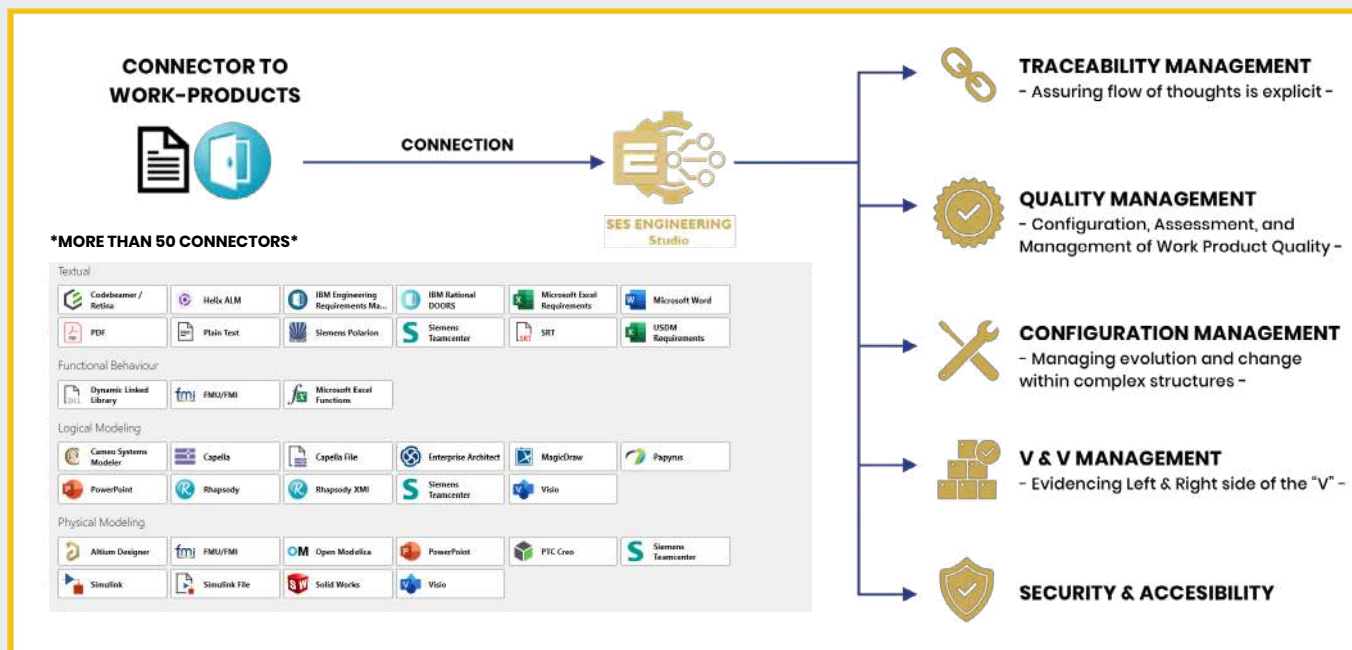 CONNECTOR TO
WORK-PRODUCTS
CONNECTION
SES ENGINEERING
Studio
*MORE THAN 50 CONNECTORS*
Textual
Codebeamer /
Retina
Helix ALM
IBM Engineering
Requirements Ma...
IBM Rational
DOORS
Microsoft Excel
Requirements
Microsoft Word
PDF
Plain Text
Siemens Polarion
Siemens
Teamcenter
SRT
SRT
USDM
Requirements
Functional Behaviour
DLL
Dynamic Linked
Library
fmi
FMU/FMI
Microsoft Excel
Functions
Logical Modeling
Cameo Systems
Modeler
Capella
Capella File
Enterprise Architect
MagicDraw
Papyrus
PowerPoint
Rhapsody
Rhapsody XMI
Siemens
Teamcenter
Visio
Physical Modeling
Altium Designer
fmi
FMU/FMI
OM
Open Modelica
PowerPoint
PTC Creo
Siemens
Teamcenter
Simulink
Simulink File
SW
Solid Works
Visio
TRACEABILITY MANAGEMENT
- Assuring flow of thoughts is explicit -
QUALITY MANAGEMENT
- Configuration, Assessment, and
Management of Work Product Quality -
CONFIGURATION MANAGEMENT
- Managing evolution and change
within complex structures -
V & V MANAGEMENT
- Evidencing Left & Right side of the “V” -
SECURITY & ACCESIBILITY